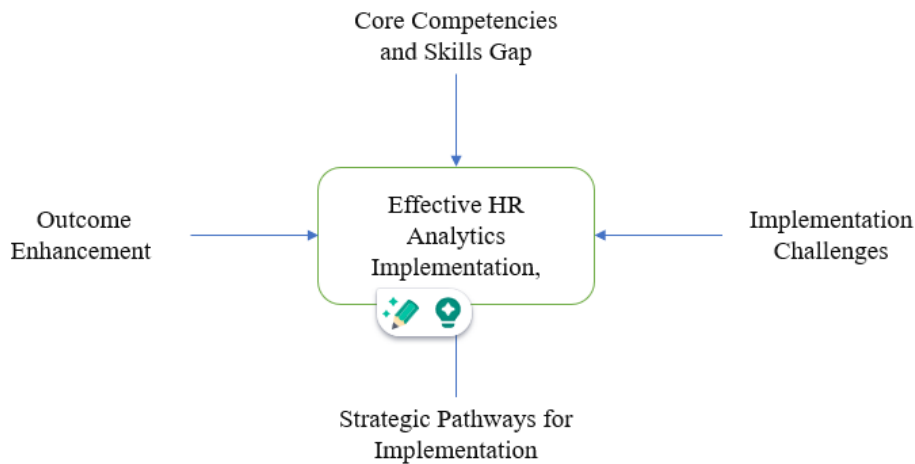 Core Competencies
and Skills Gap
Effective HR
Analytics
Implementation,
Outcome
Enhancement
Implementation
Challenges
Strategic Pathways for
Implementation